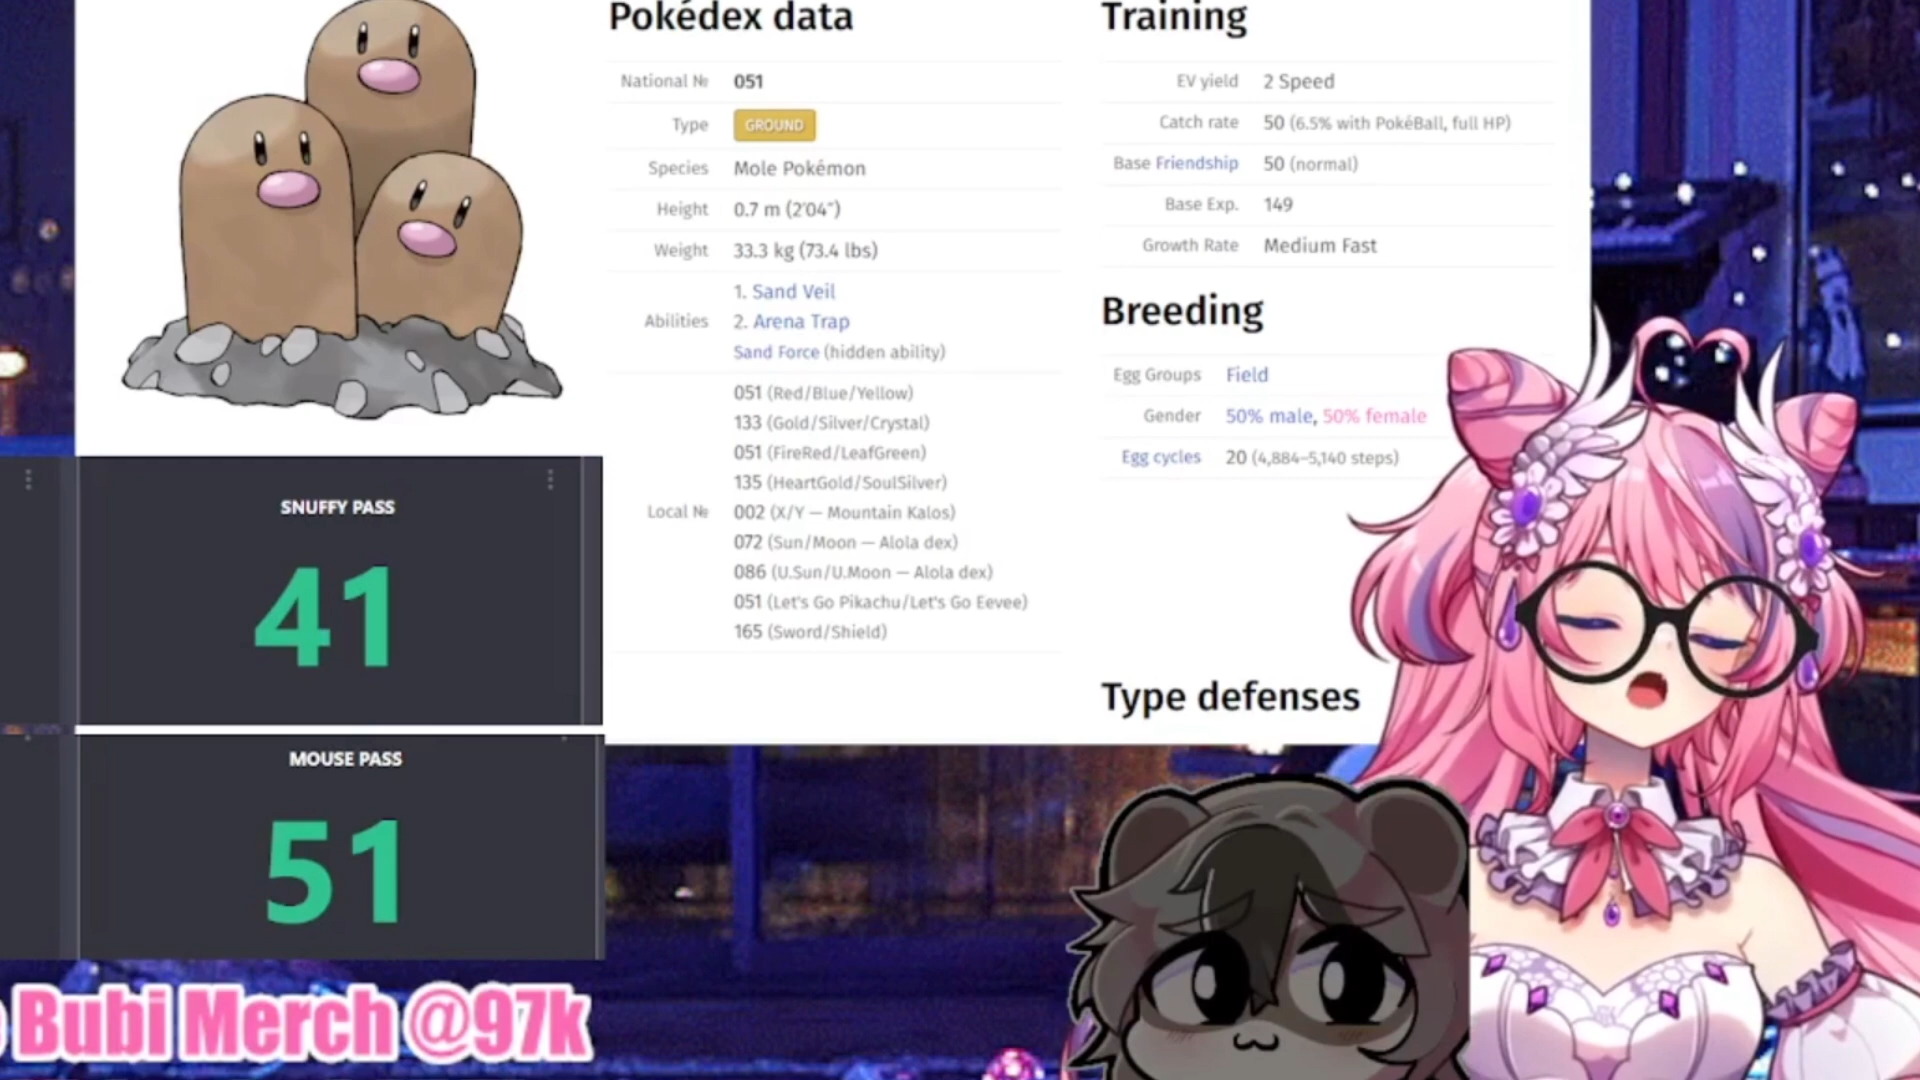 Pokédex data
National № 051
Type GROUND
Species Mole Pokémon
Height 0.7 m (2′04″)
Weight 33.3 kg (73.4 lbs)
Abilities
1. Sand Veil
2. Arena Trap
Sand Force (hidden ability)
Local №
051 (Red/Blue/Yellow)
133 (Gold/Silver/Crystal)
051 (FireRed/LeafGreen)
135 (HeartGold/SoulSilver)
002 (X/Y — Mountain Kalos)
072 (Sun/Moon — Alola dex)
086 (U.Sun/U.Moon — Alola dex)
051 (Let's Go Pikachu/Let's Go Eevee)
165 (Sword/Shield)
Training
EV yield 2 Speed
Catch rate 50 (6.5% with PokéBall, full HP)
Base Friendship 50 (normal)
Base Exp. 149
Growth Rate Medium Fast
Breeding
Egg Groups Field
Gender 50% male, 50% female
Egg cycles 20 (4,884–5,140 steps)
Type defenses
SNUFFY PASS
41
MOUSE PASS
51
Bubi Merch @97k